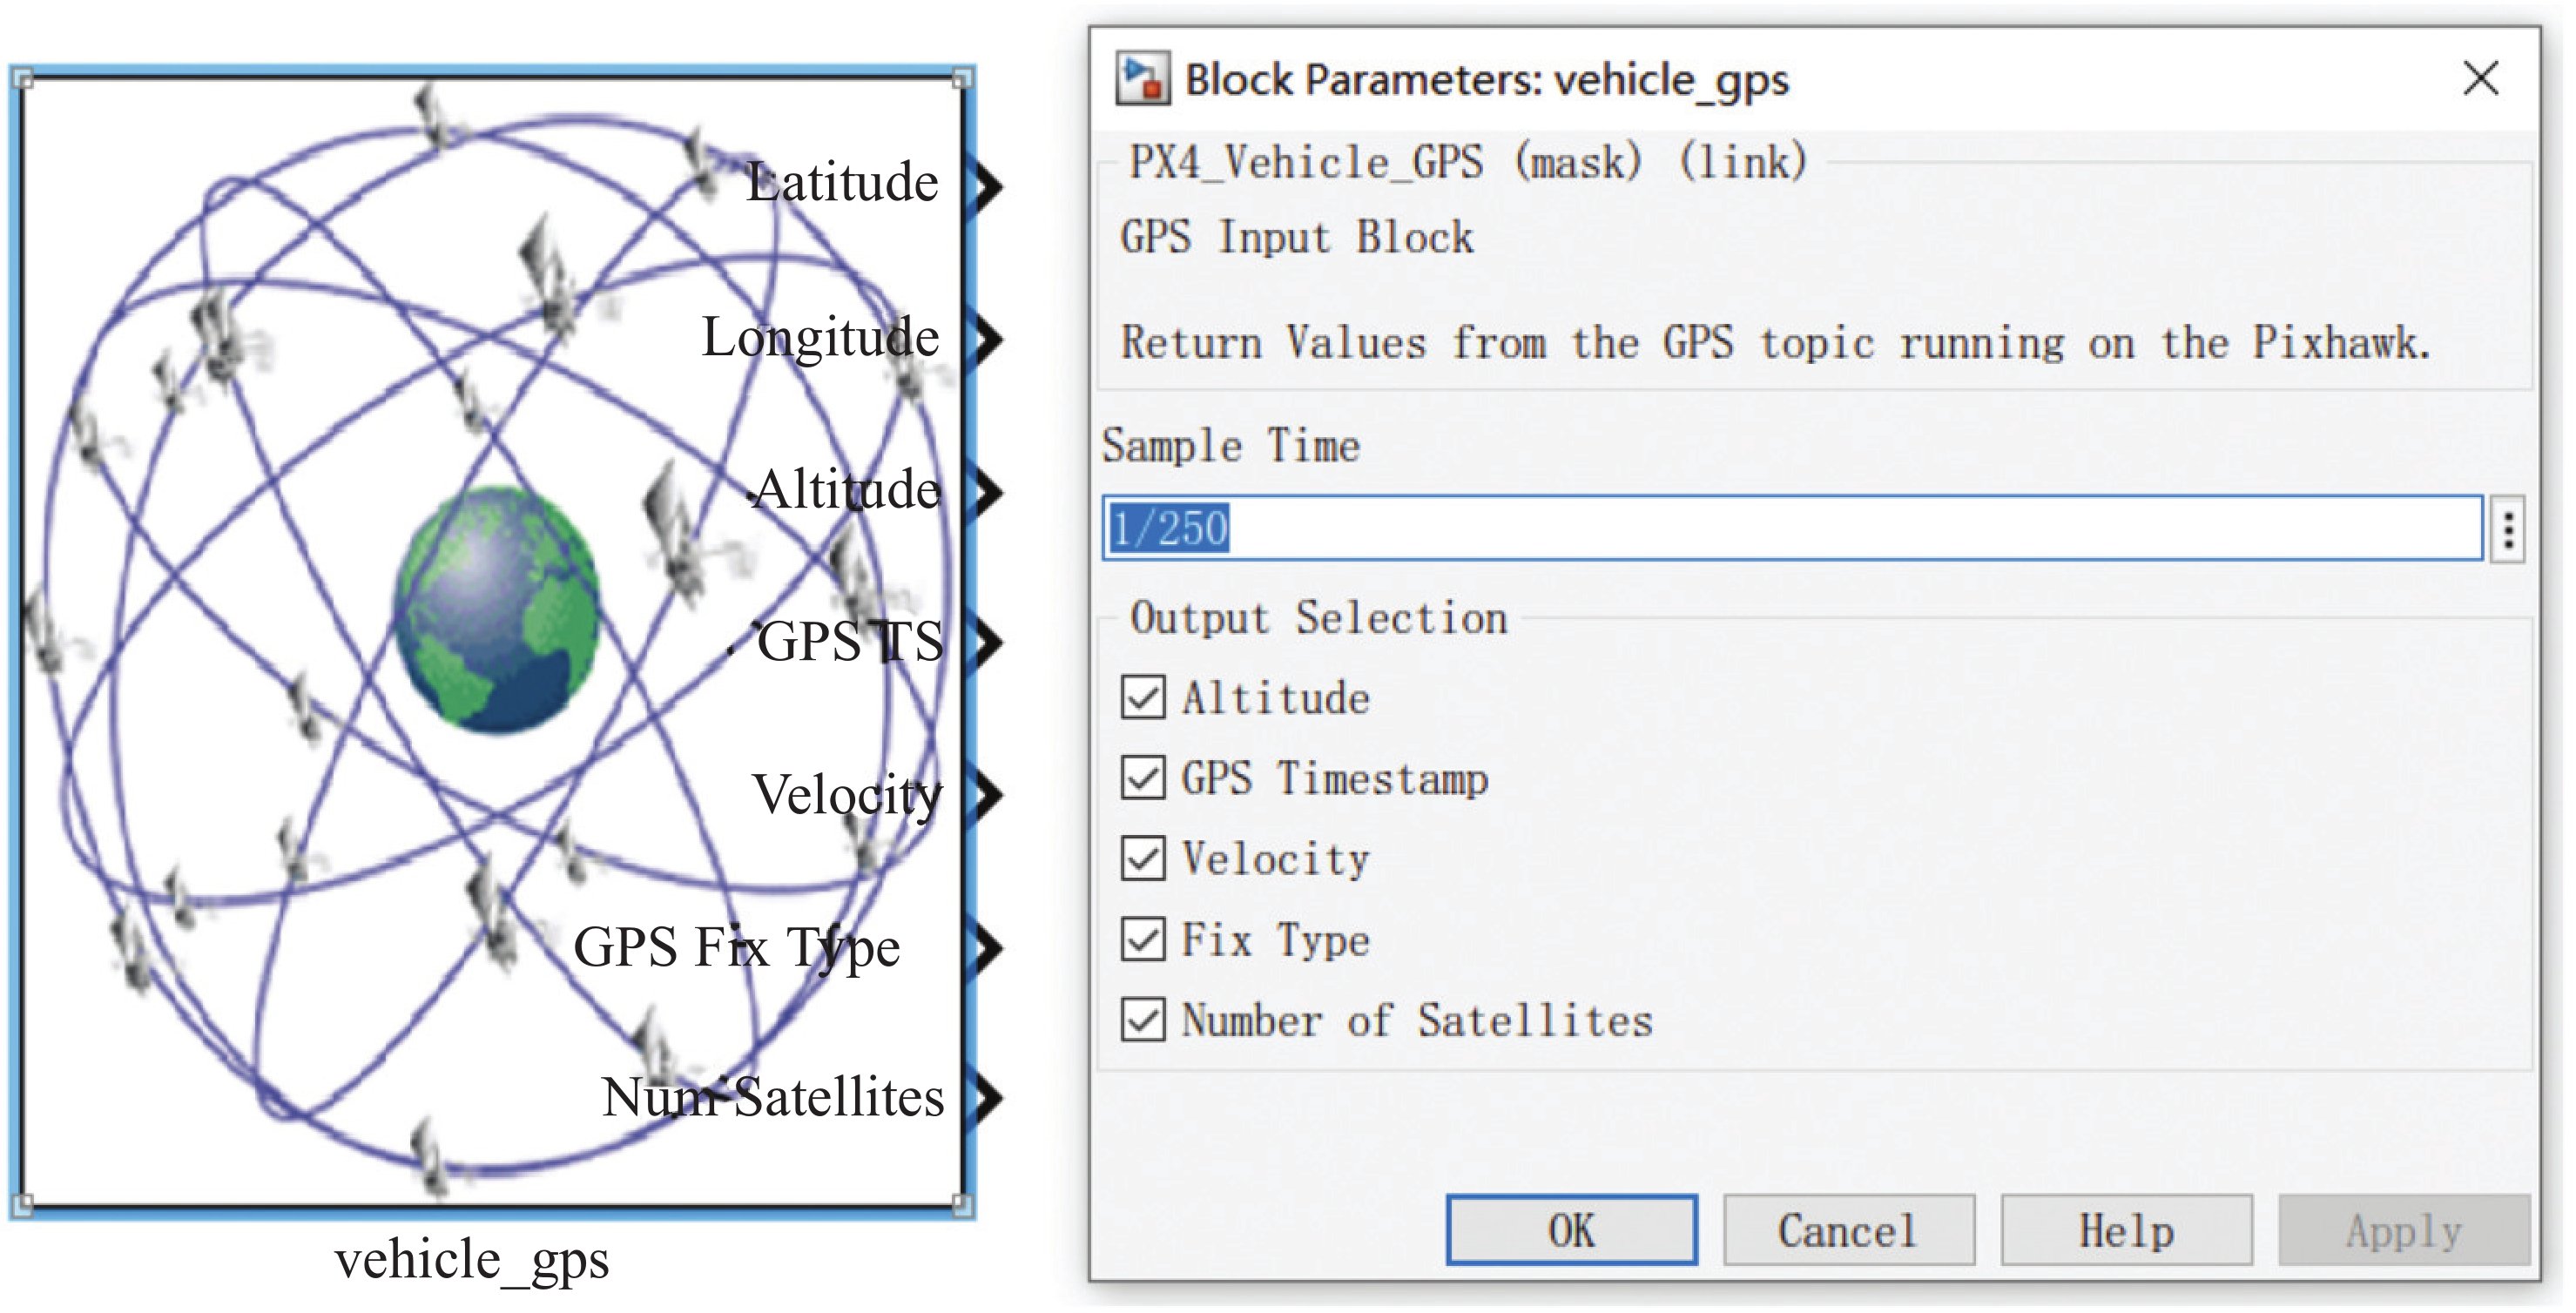 Latitude
Longitude
Altitude
GPS TS
Velocity
GPS Fix Type
Num Satellites
vehicle_gps
Block Parameters: vehicle_gps
PX4_Vehicle_GPS (mask) (link)
GPS Input Block
Return Values from the GPS topic running on the Pixhawk.
Sample Time
1/250
Output Selection
Altitude
GPS Timestamp
Velocity
Fix Type
Number of Satellites
OK
Cancel
Help
Apply